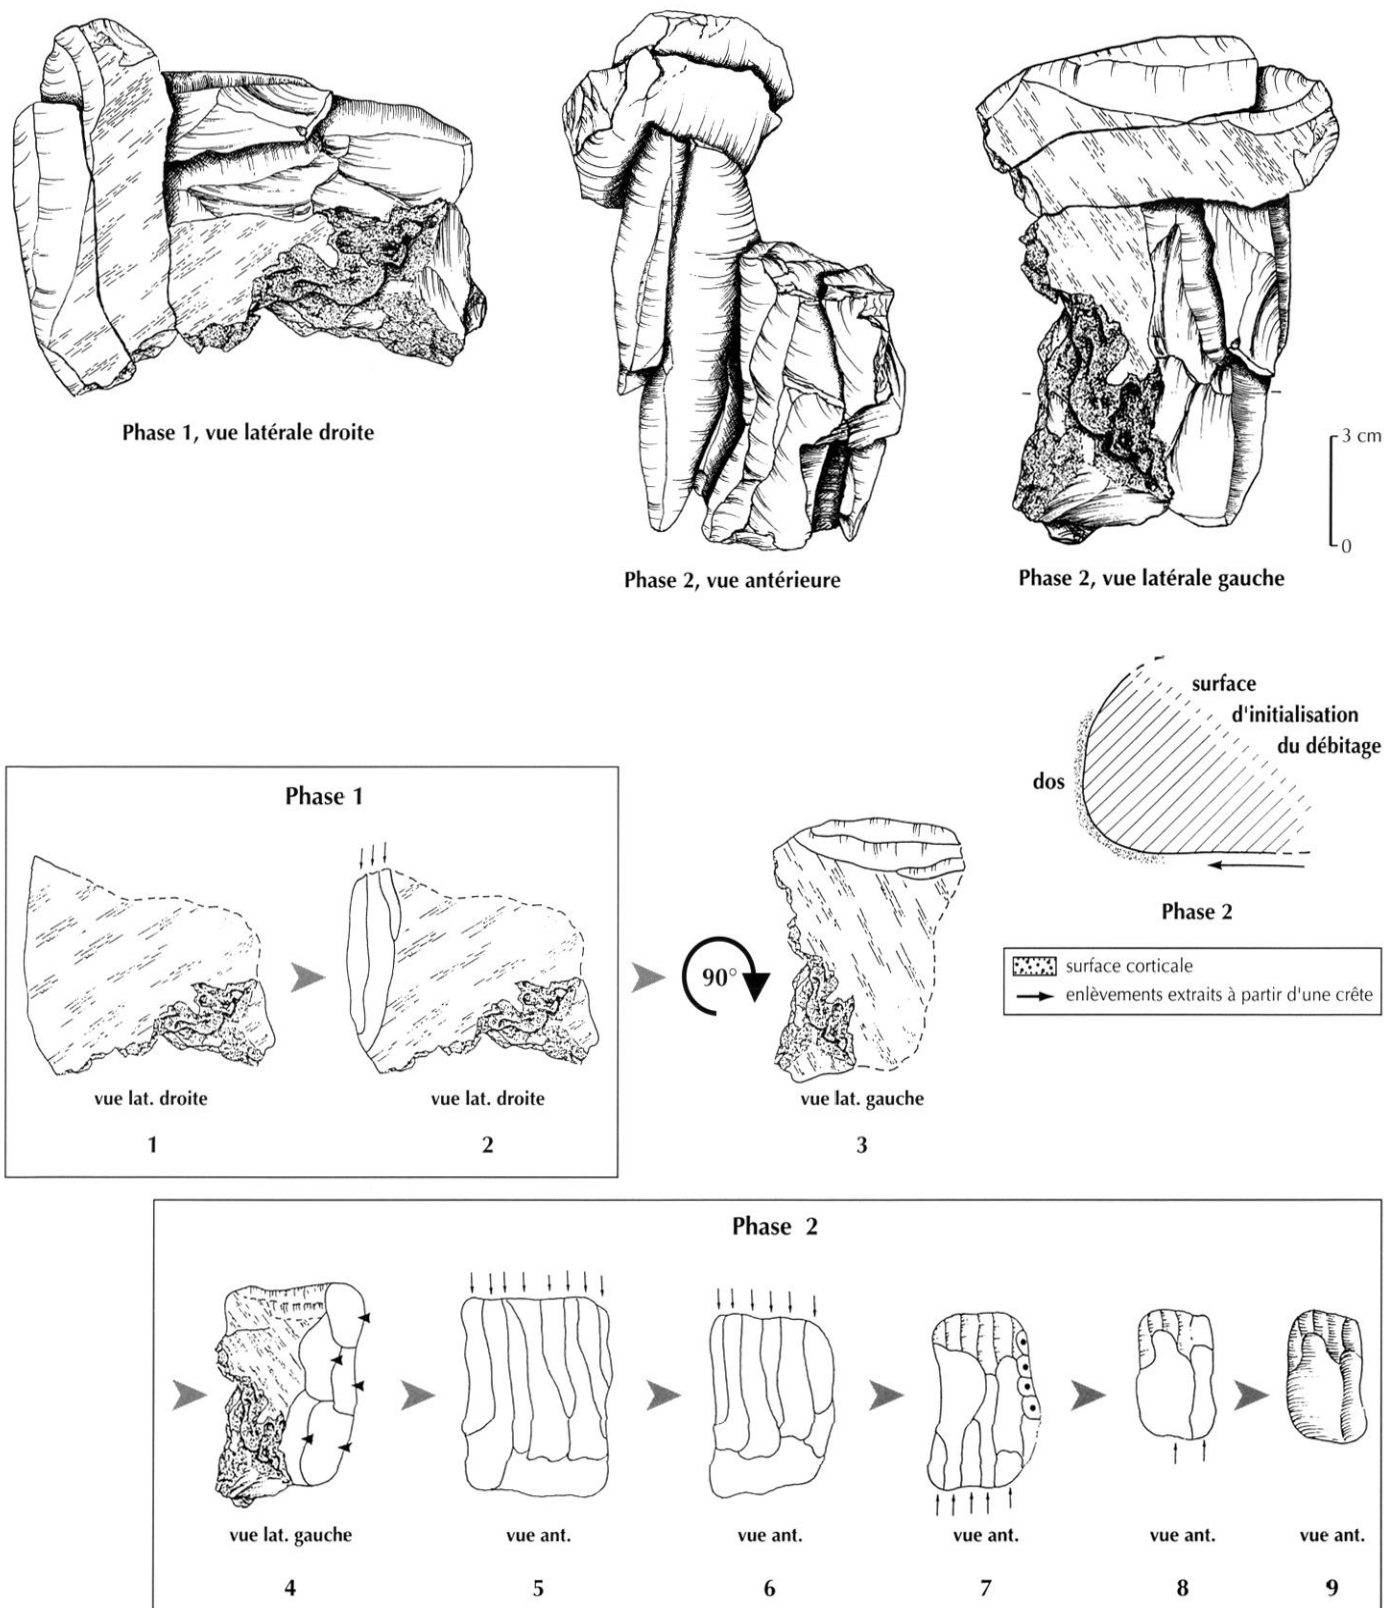 Phase 1, vue latérale droite
Phase 2, vue antérieure
Phase 2, vue latérale gauche
3 cm
0
surface
d'initialisation
du débitage
dos
Phase 2
surface corticale
enlèvements extraits à partir d'une crête
Phase 1
vue lat. droite
1
vue lat. droite
2
90°
vue lat. gauche
3
Phase 2
vue lat. gauche
4
vue ant.
5
vue ant.
6
vue ant.
7
vue ant.
8
vue ant.
9